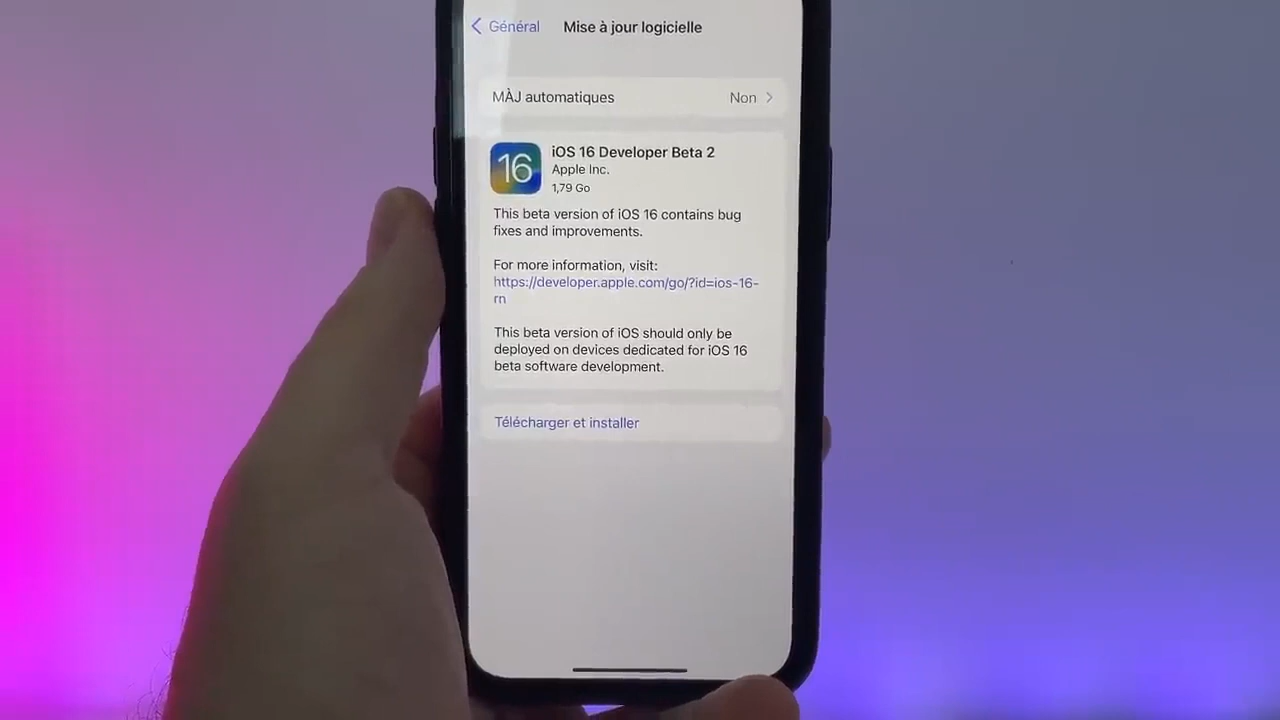 Général Mise à jour logicielle
MÀJ automatiques Non
16
iOS 16 Developer Beta 2
Apple Inc.
1,79 Go
This beta version of iOS 16 contains bug
fixes and improvements.
For more information, visit:
https://developer.apple.com/go/?id=ios-16-
rn
This beta version of iOS should only be
deployed on devices dedicated for iOS 16
beta software development.
Télécharger et installer